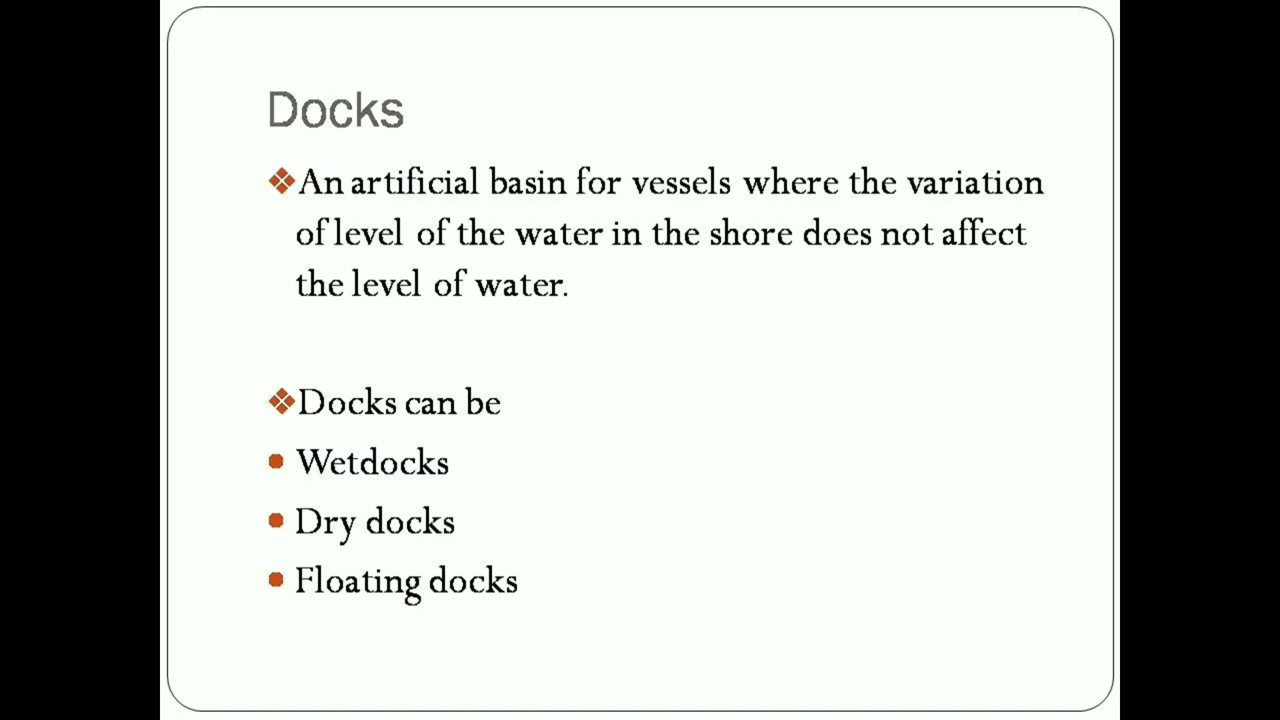 Docks
❖An artificial basin for vessels where the variation
of level of the water in the shore does not affect
the level of water.
❖Docks can be
• Wetdocks
• Dry docks
• Floating docks